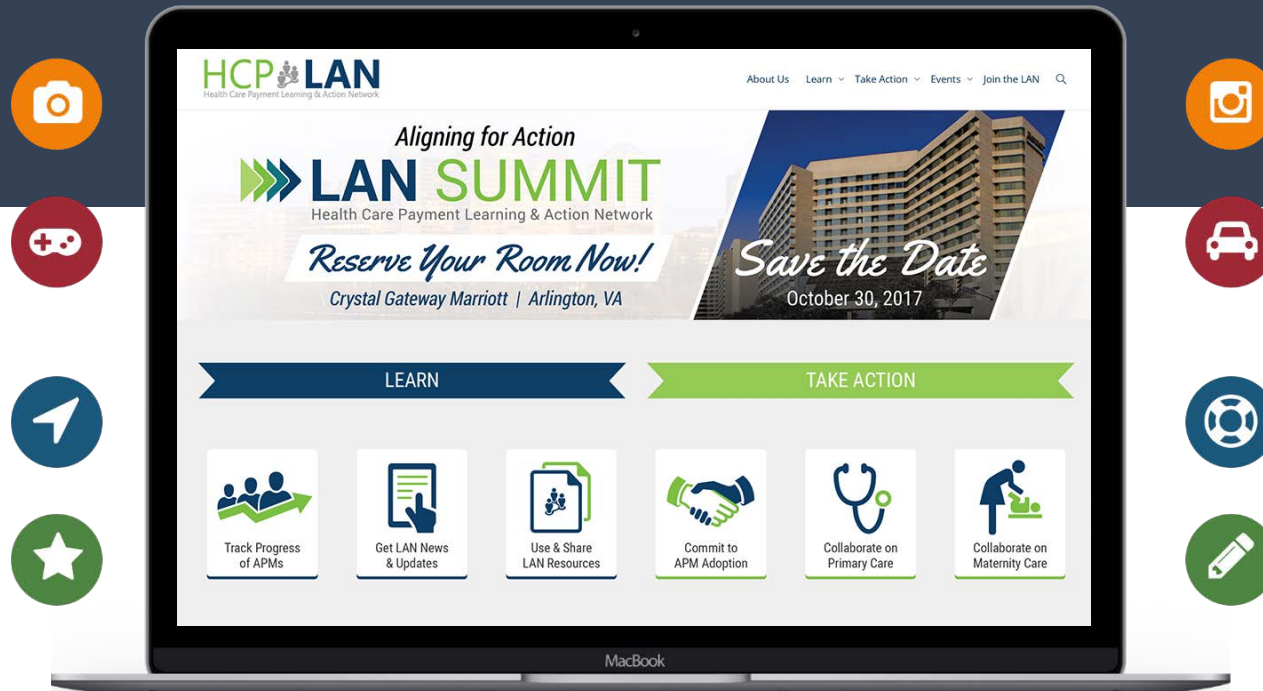 HCP LAN
Health Care Payment Learning & Action Network
About Us Learn Take Action Events Join the LAN
Aligning for Action
LAN SUMMIT
Health Care Payment Learning & Action Network
Reserve Your Room Now!
Crystal Gateway Marriott | Arlington, VA
Save the Date
October 30, 2017
LEARN
TAKE ACTION
Track Progress
of APMs
Get LAN News
& Updates
Use & Share
LAN Resources
Commit to
APM Adoption
Collaborate on
Primary Care
Collaborate on
Maternity Care
MacBook